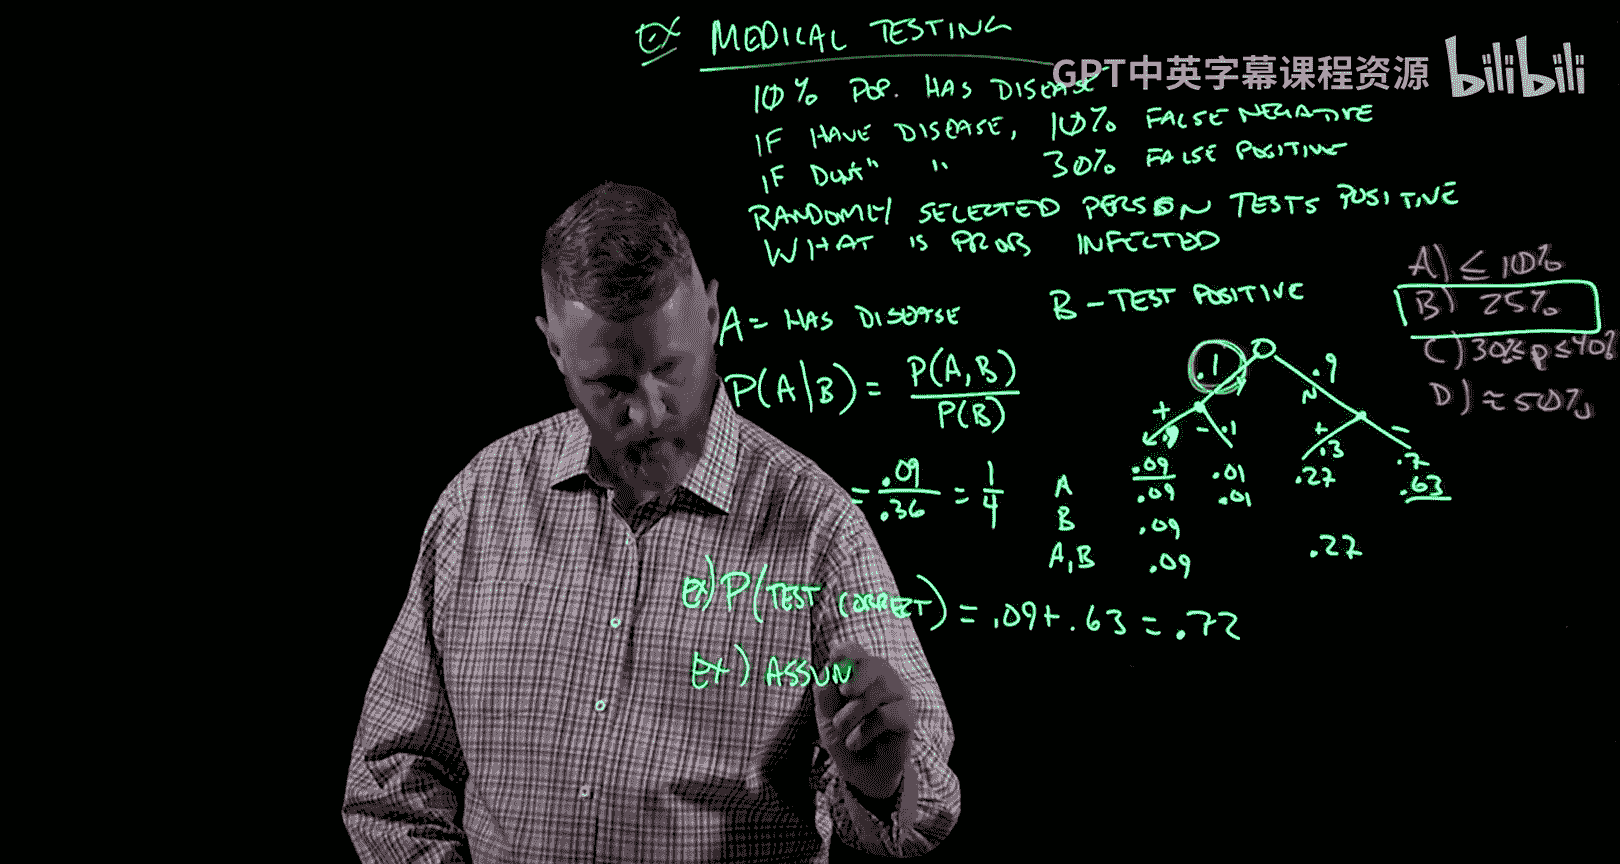 EX MEDICAL TESTING
GPT中英字幕课程资源 bilibili
10% POP. HAS DISEASE
IF HAVE DISEASE, 10% FALSE NEGATIVE
IF DON'T " " 30% FALSE POSITIVE
RANDOMLY SELECTED PERSON TESTS POSITIVE
WHAT IS PROB INFECTED
A) ≤ 10%
B) 25%
C) 30% ≤ P ≤ 40%
D) ≈ 50%
A = HAS DISEASE B - TEST POSITIVE
P(A|B) = P(A,B) / P(B)
= .09 / .36 = 1/4
.1 .9
N
+ .9 - .1 + .3 - .7
.09 .01 .27 .63
A .09 .01
B .09 .27
A,B .09
EX) P(TEST CORRECT) = .09 + .63 = .72
EX) ASSUM